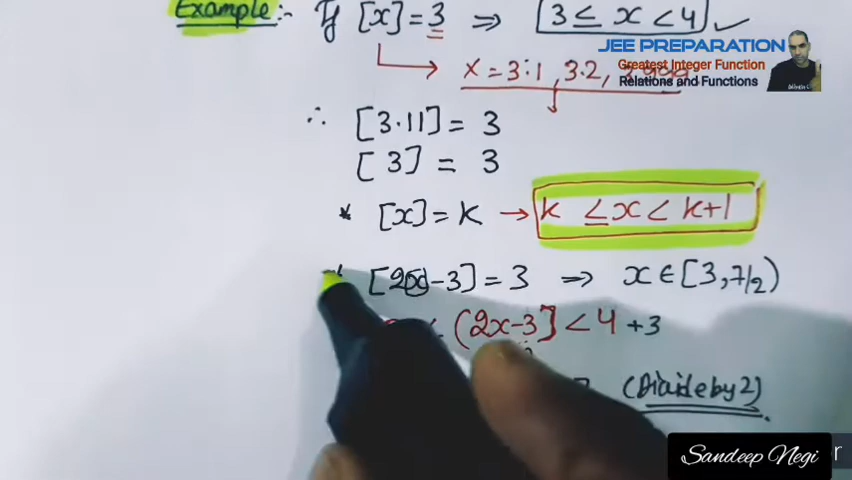 Example :- If [x] = 3 ⇒ [3 ≤ x < 4]
JEE PREPARATION
Greatest Integer Function
Relations and Functions
x = 3.1, 3.2,
∴ [3.11] = 3
[3] = 3
* [x] = k → k ≤ x < k+1
[2x-3] = 3 ⇒ x ∈ [3, 7/2)
(2x-3] < 4 +3
(Divide by 2)
Sandeep Negi